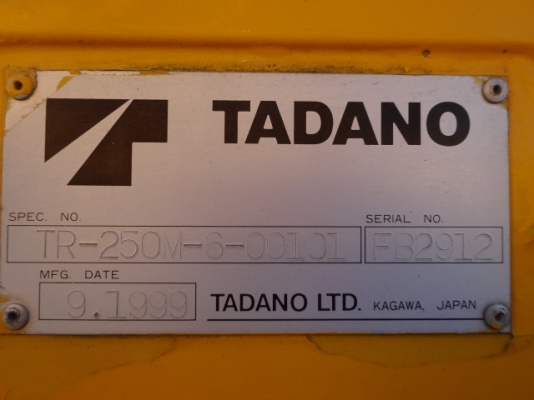 TADANO
SPEC. NO. SERIAL NO.
TR-250M-6-00101 FB2912
MFG. DATE
9.1999 TADANO LTD. KAGAWA, JAPAN